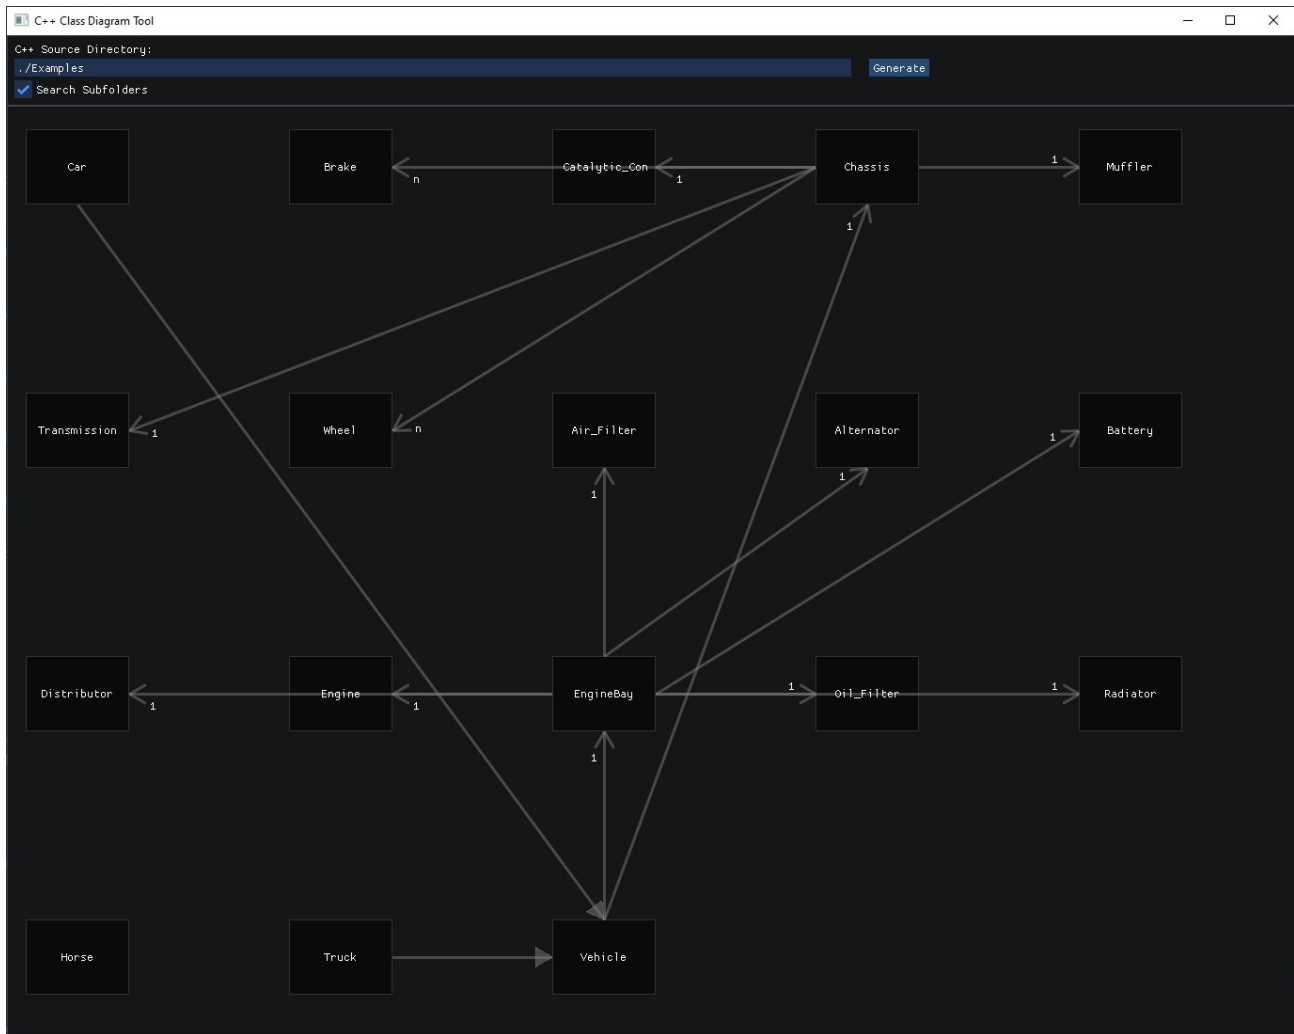 C++ Class Diagram Tool
C++ Source Directory:
./Examples
Generate
Search Subfolders
Car
Brake
Catalytic_Con
Chassis
Muffler
n
1
1
1
Transmission
Wheel
Air_Filter
Alternator
Battery
1
n
1
1
1
Distributor
Engine
EngineBay
Oil_Filter
Radiator
1
1
1
1
1
Horse
Truck
Vehicle